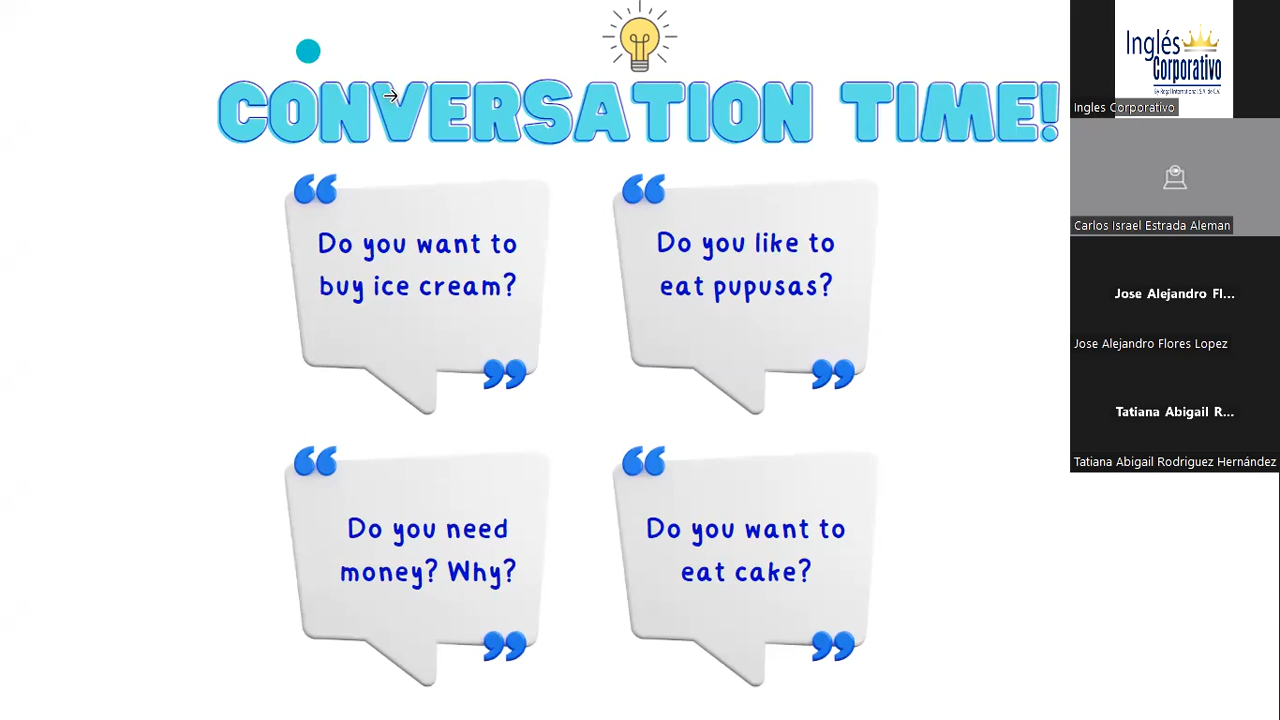 CONVERSATION TIME!
Do you want to
buy ice cream?
Do you like to
eat pupusas?
Do you need
money? Why?
Do you want to
eat cake?
Inglés
Corporativo
Ingles Corporativo
Carlos Israel Estrada Aleman
Jose Alejandro Fl...
Jose Alejandro Flores Lopez
Tatiana Abigail R...
Tatiana Abigail Rodriguez Hernández